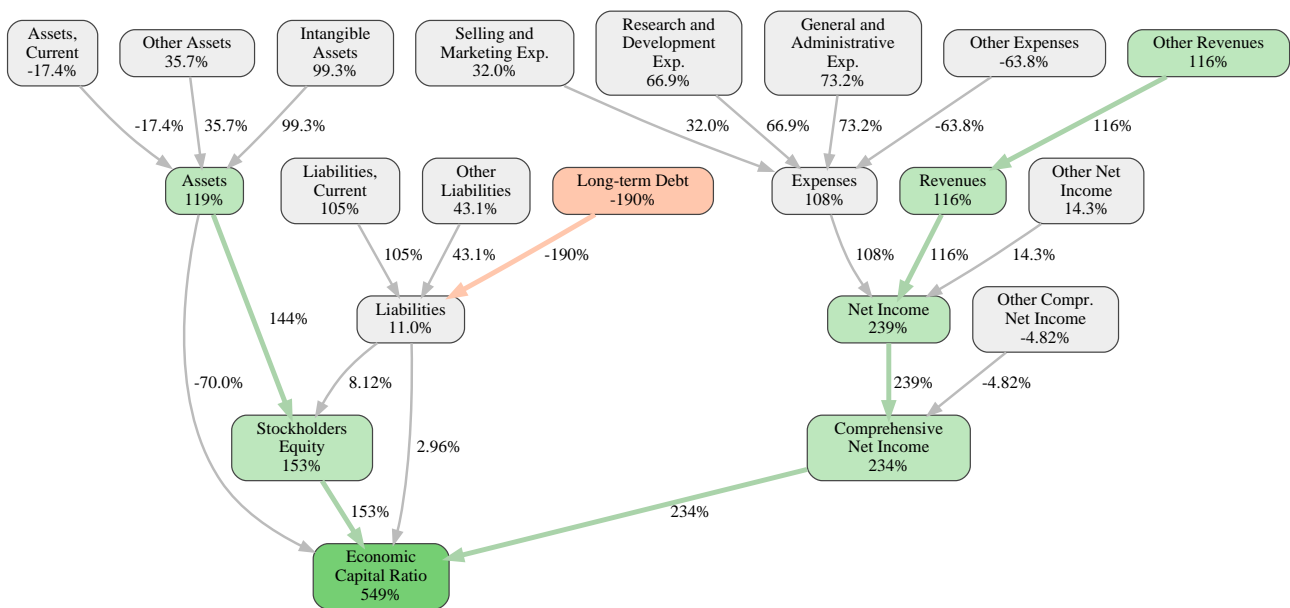 Assets,
Current
-17.4%
Other Assets
35.7%
Intangible
Assets
99.3%
Selling and
Marketing Exp.
32.0%
Research and
Development
Exp.
66.9%
General and
Administrative
Exp.
73.2%
Other Expenses
-63.8%
Other Revenues
116%
-17.4%
35.7%
99.3%
32.0%
66.9%
73.2%
-63.8%
116%
Assets
119%
Liabilities,
Current
105%
Other
Liabilities
43.1%
Long-term Debt
-190%
Expenses
108%
Revenues
116%
Other Net
Income
14.3%
105%
43.1%
-190%
108%
116%
14.3%
144%
Liabilities
11.0%
Net Income
239%
Other Compr.
Net Income
-4.82%
-70.0%
8.12%
239%
-4.82%
Stockholders
Equity
153%
2.96%
Comprehensive
Net Income
234%
153%
234%
Economic
Capital Ratio
549%